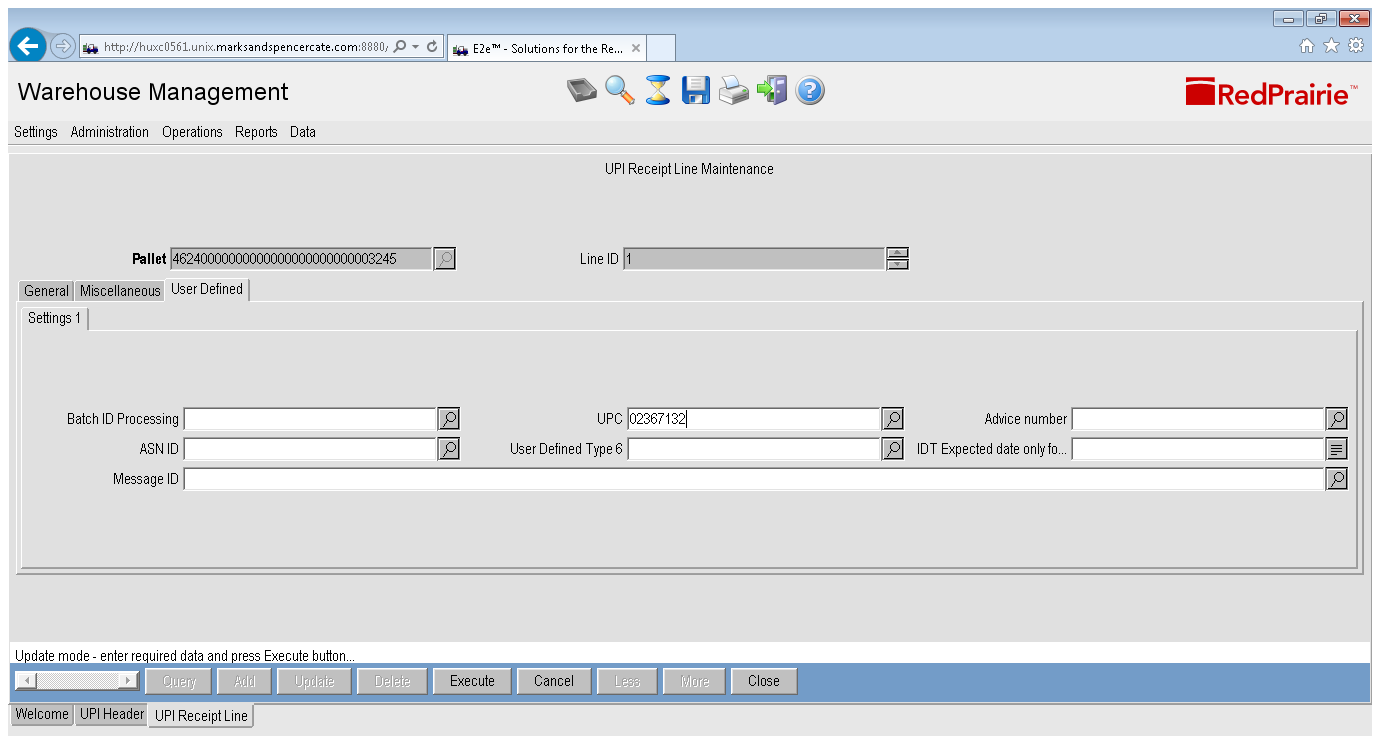 http://huxc0561.unix.marksandspencercate.com:8880, E2e™ - Solutions for the Re...
Warehouse Management RedPrairie™
Settings Administration Operations Reports Data
UPI Receipt Line Maintenance
Line ID 1
General Miscellaneous User Defined
Settings 1
Batch ID Processing UPC 02367132 Advice number
ASN ID User Defined Type 6 IDT Expected date only fo...
Message ID
Update mode - enter required data and press Execute button...
Query Add Update Delete Execute Cancel Less More Close
Welcome UPI Header UPI Receipt Line